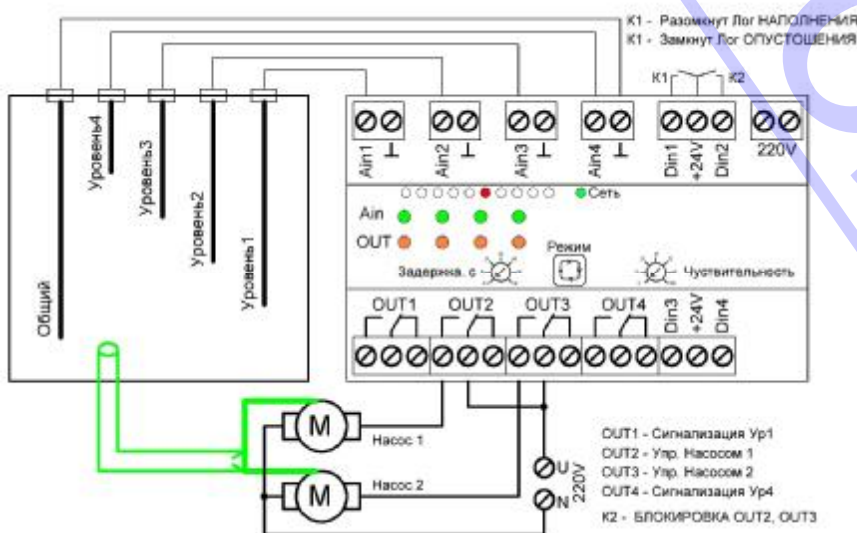 К1 - Разомкнут Лог НАПОЛНЕНИЯ
К1 - Замкнут Лог ОПУСТОШЕНИЯ
К1 К2
Общий
Уровень4
Уровень3
Уровень2
Уровень1
Ain1 ⊥ Ain2 ⊥ Ain3 ⊥ Ain4 ⊥ Din1 +24V Din2 220V
Сеть
Ain
OUT
Режим
Задержка. с
Чуствительность
OUT1 OUT2 OUT3 OUT4 Din3 +24V Din4
M
Насос 1
M
Насос 2
U
N
220V
OUT1 - Сигнализация Ур1
OUT2 - Упр. Насосом 1
OUT3 - Упр. Насосом 2
OUT4 - Сигнализация Ур4
К2 - БЛОКИРОВКА OUT2, OUT3